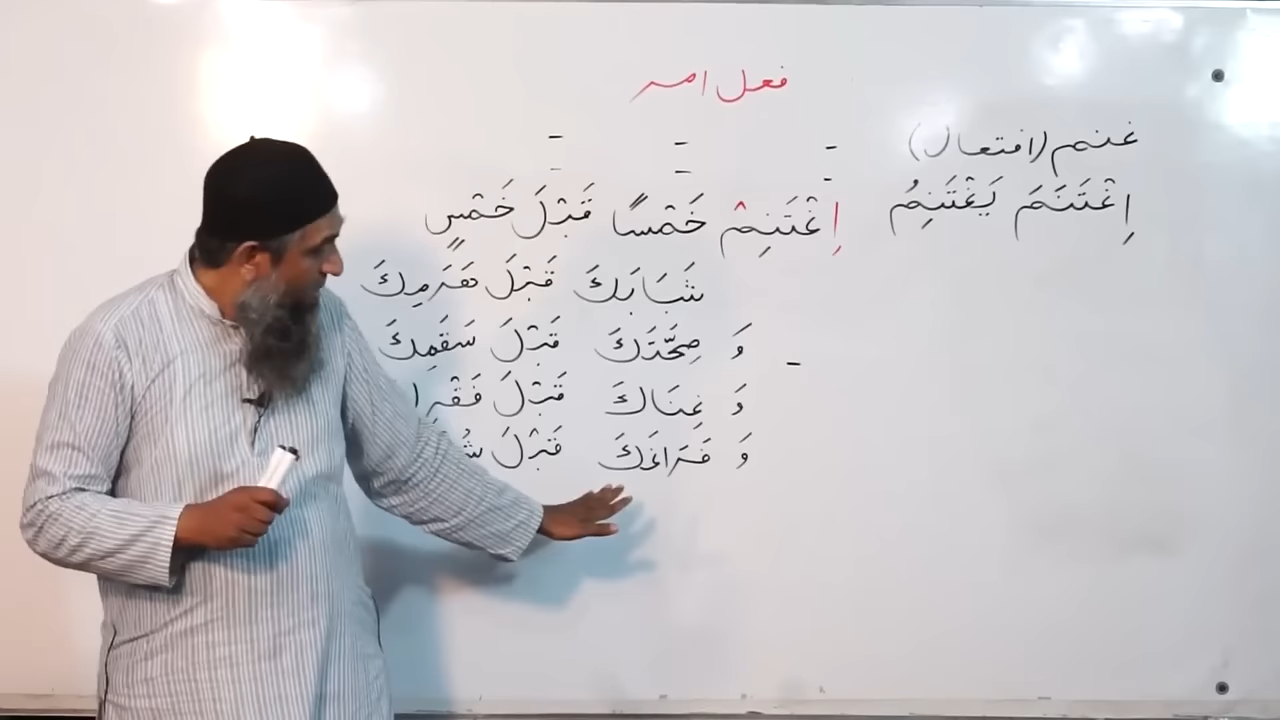 فعل امر
غنم (افتعال)
اِغْتَنَمَ يَغْتَنِمُ
اِغْتَنِمْ خَمْسًا قَبْلَ خَمْسٍ
شَبَابَكَ قَبْلَ هَرَمِكَ
وَ صِحَّتَكَ قَبْلَ سَقَمِكَ
وَ غِنَاكَ قَبْلَ
وَ فَرَاغَكَ قَبْلَ